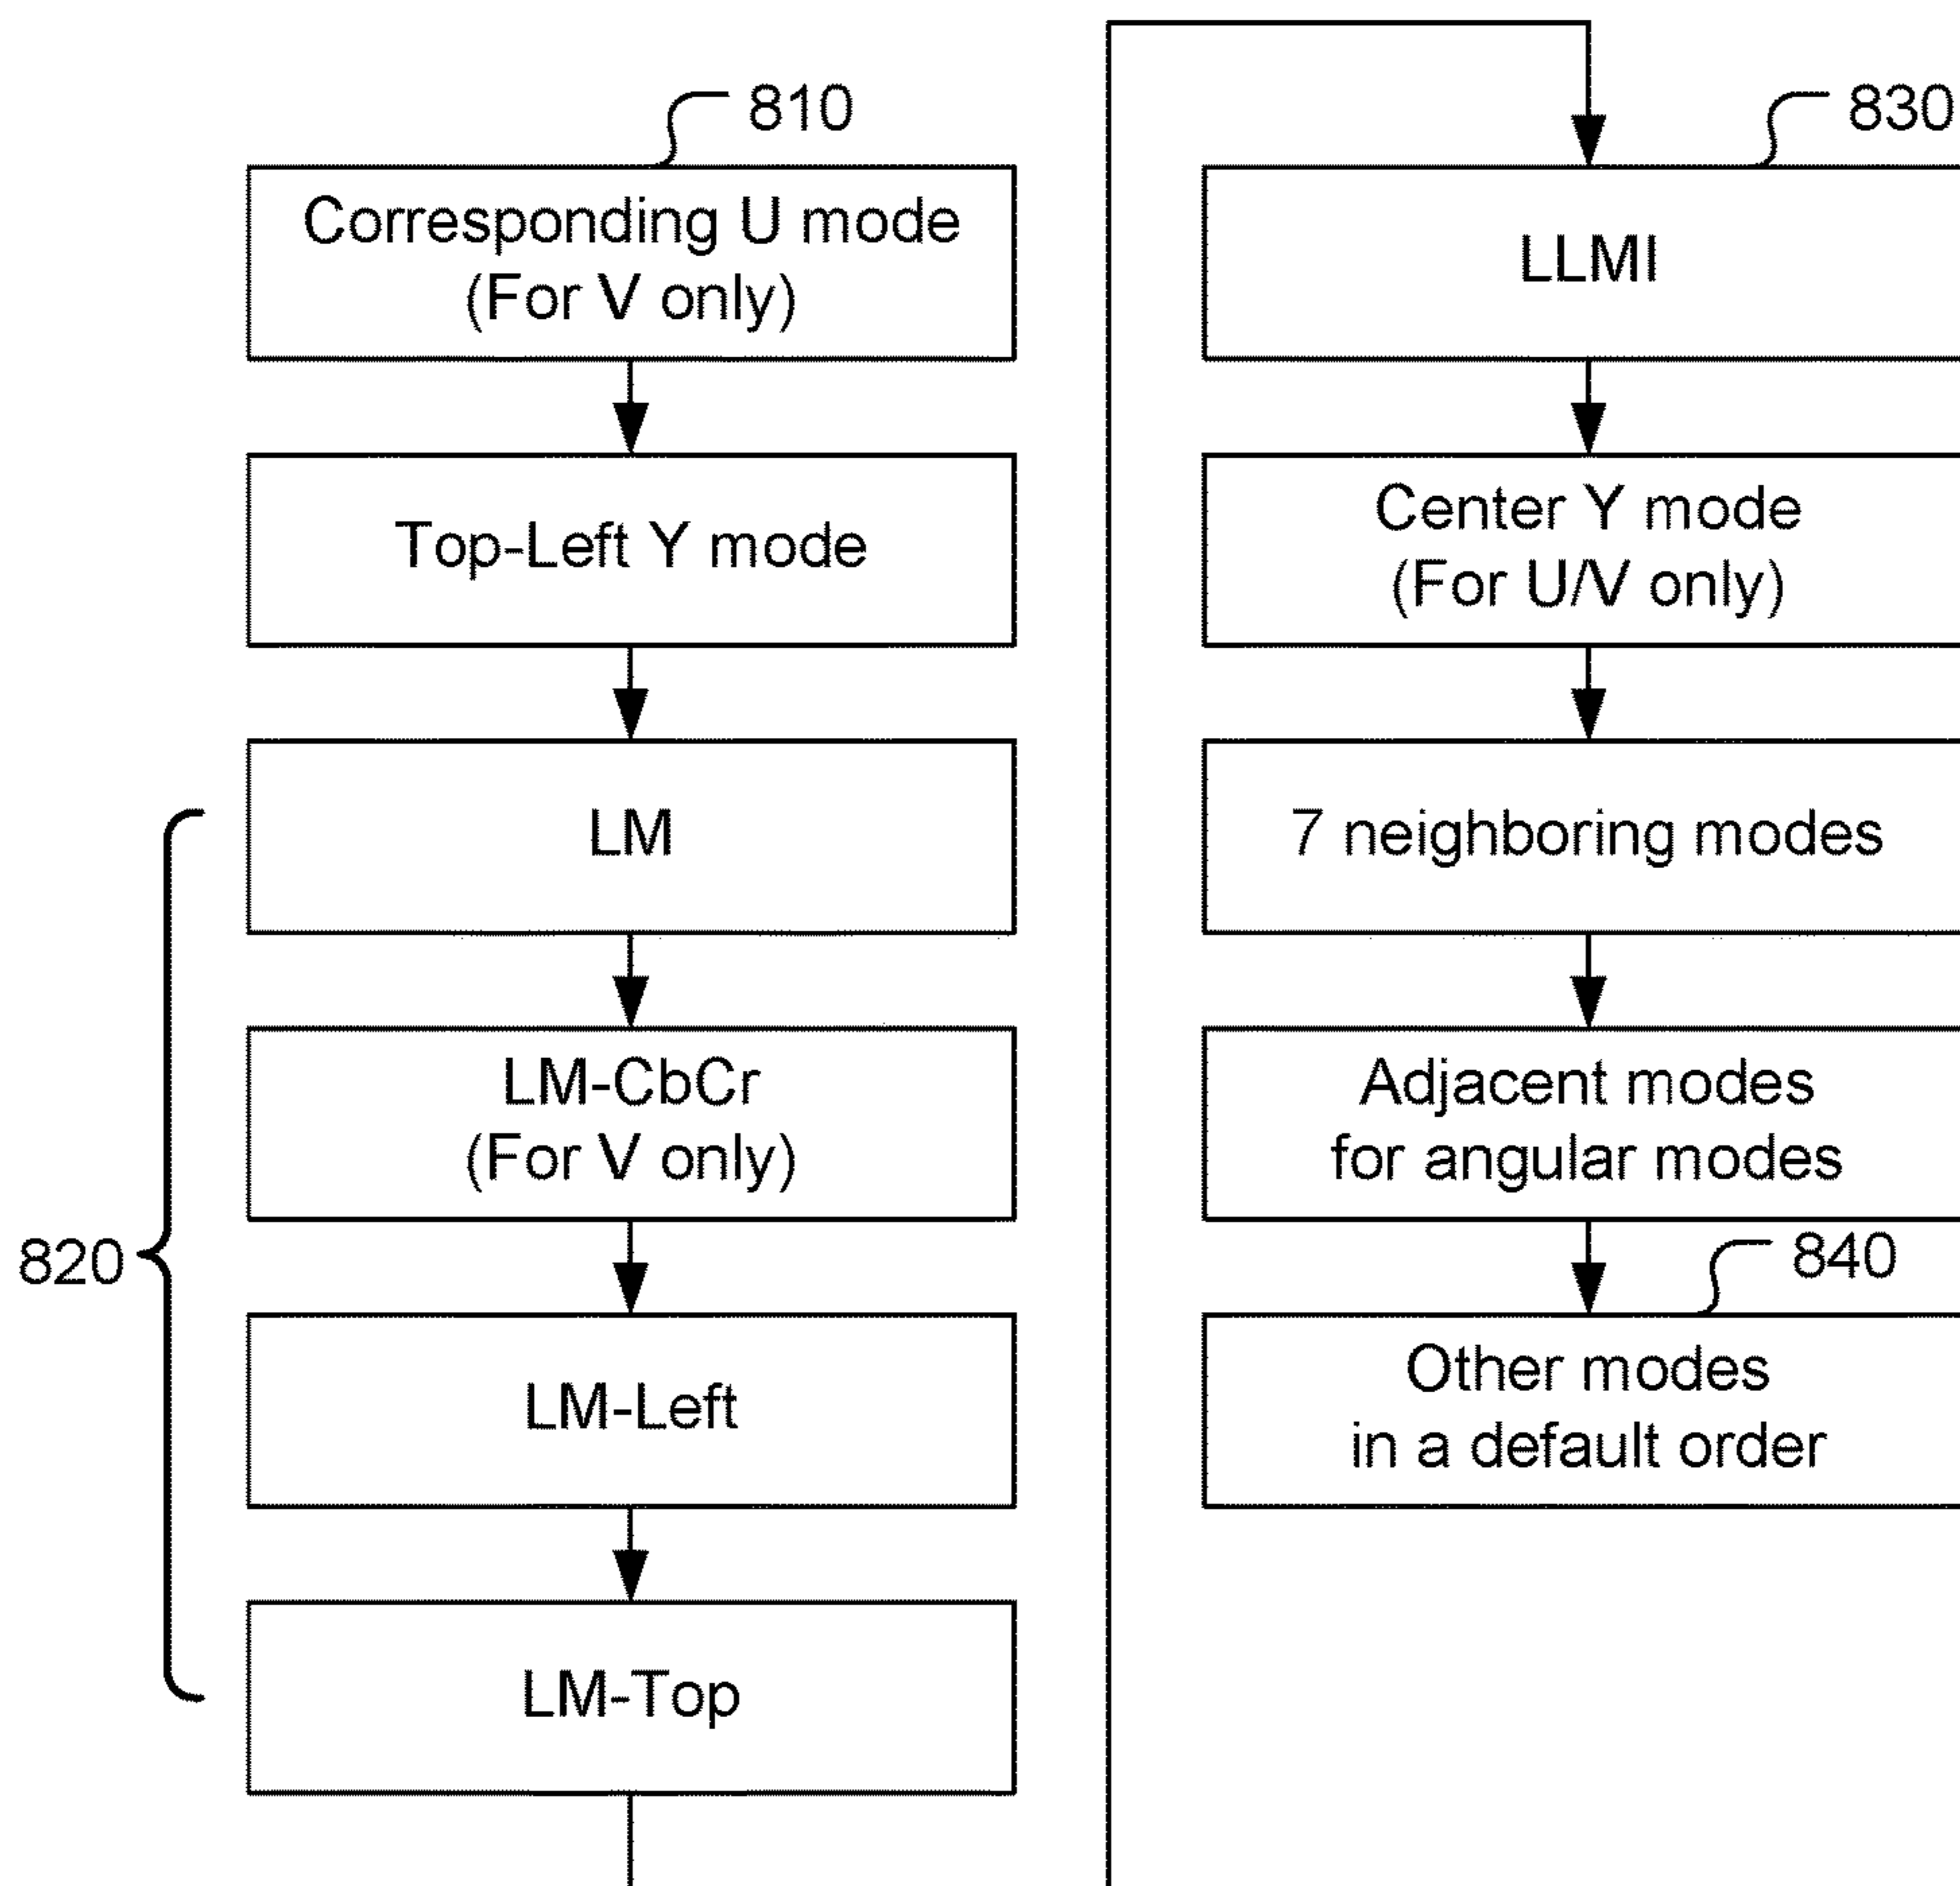 810
Corresponding U mode
(For V only)
Top-Left Y mode
LM
LM-CbCr
(For V only)
820
LM-Left
LM-Top
830
LLMI
Center Y mode
(For U/V only)
7 neighboring modes
Adjacent modes
for angular modes
840
Other modes
in a default order